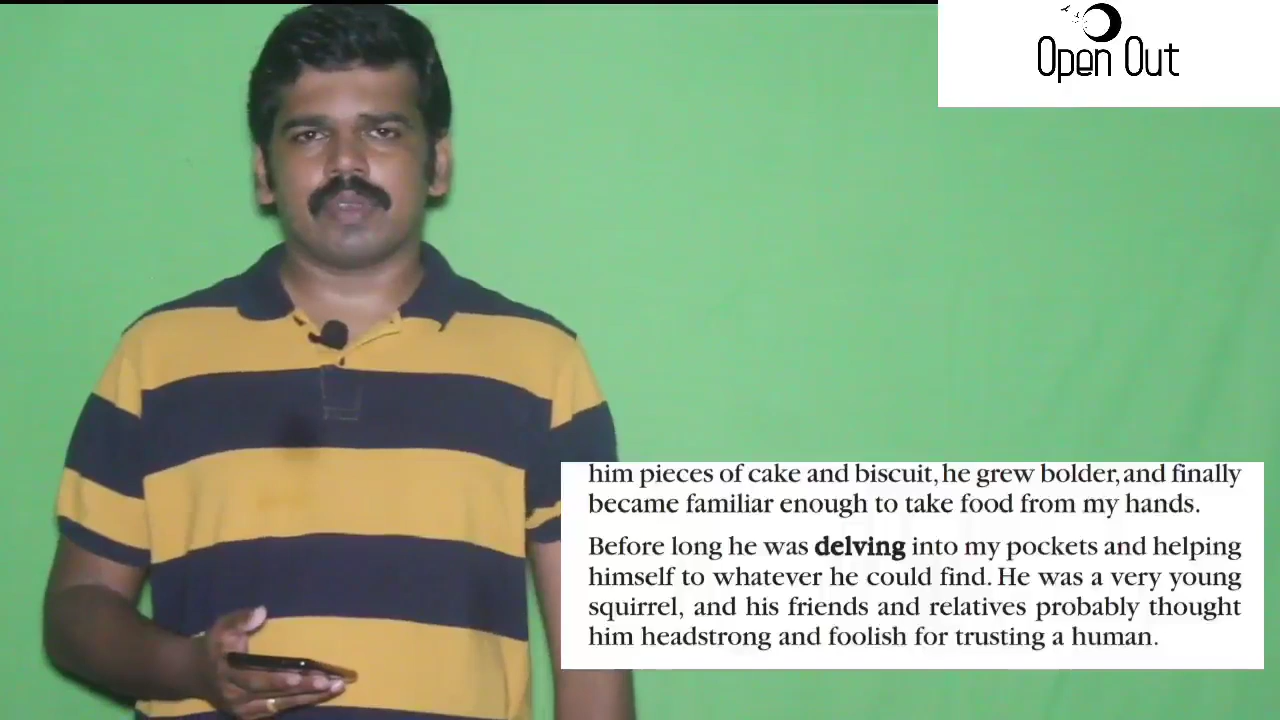 Open Out
him pieces of cake and biscuit, he grew bolder, and finally
became familiar enough to take food from my hands.
Before long he was delving into my pockets and helping
himself to whatever he could find. He was a very young
squirrel, and his friends and relatives probably thought
him headstrong and foolish for trusting a human.